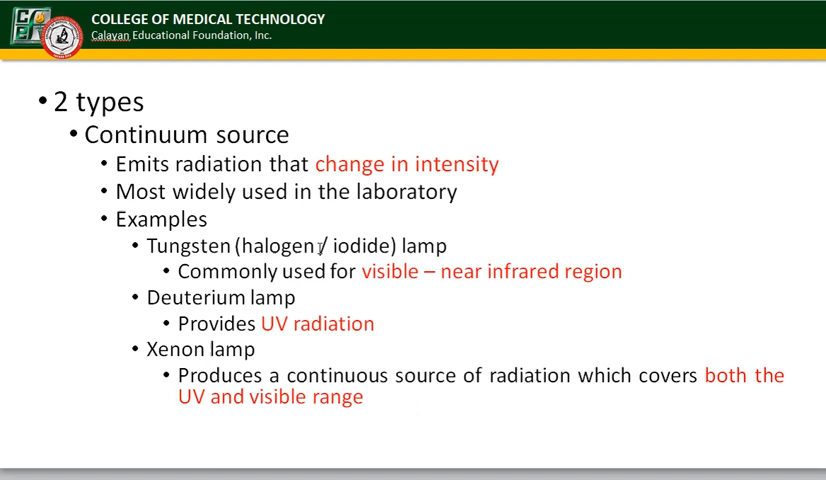 COLLEGE OF MEDICAL TECHNOLOGY
Calayan Educational Foundation, Inc.
• 2 types
• Continuum source
• Emits radiation that change in intensity
• Most widely used in the laboratory
• Examples
• Tungsten (halogen / iodide) lamp
• Commonly used for visible – near infrared region
• Deuterium lamp
• Provides UV radiation
• Xenon lamp
• Produces a continuous source of radiation which covers both the
UV and visible range